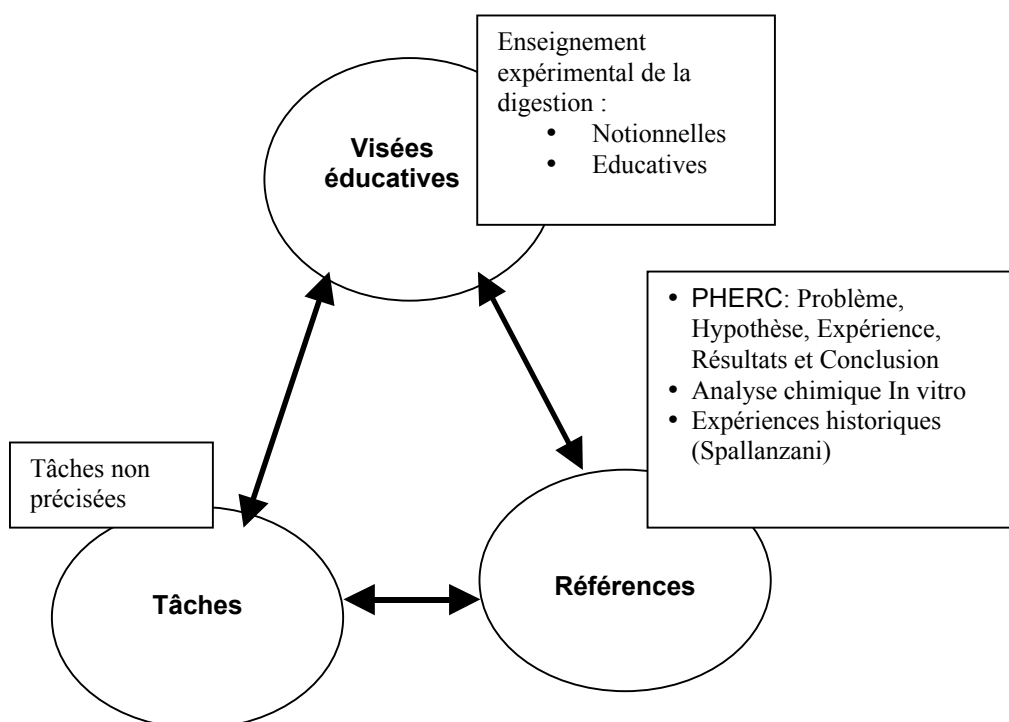 Enseignement
expérimental de la
digestion :
• Notionnelles
• Educatives
Visées
éducatives
• PHERC: Problème,
Hypothèse, Expérience,
Résultats et Conclusion
• Analyse chimique In vitro
• Expériences historiques
(Spallanzani)
Tâches non
précisées
Tâches
Références